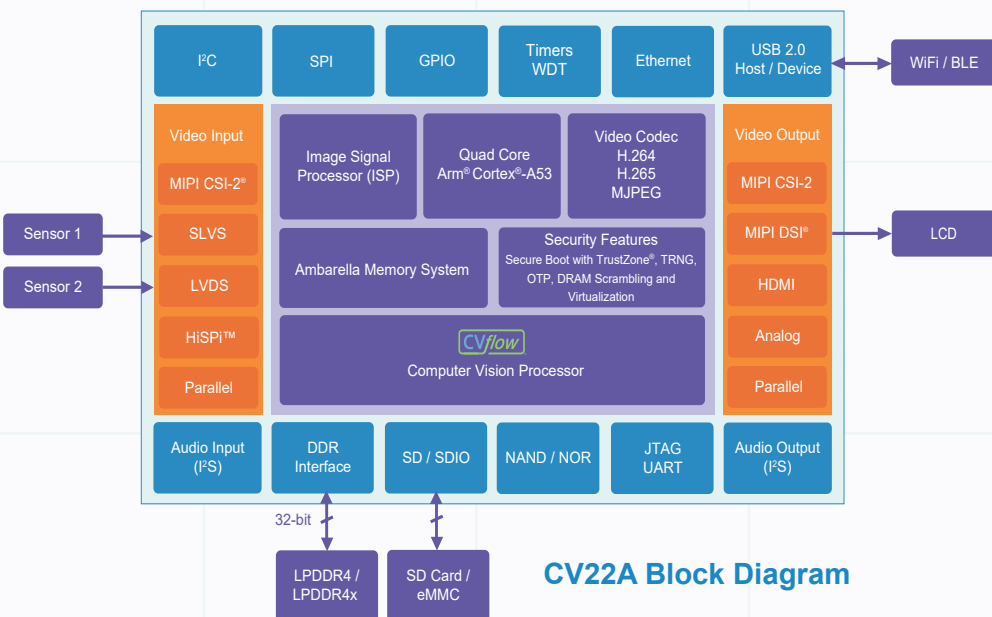 I²C
SPI
GPIO
Timers
WDT
Ethernet
USB 2.0
Host / Device
WiFi / BLE
Video Input
MIPI CSI-2®
SLVS
LVDS
HiSPi™
Parallel
Sensor 1
Sensor 2
Image Signal
Processor (ISP)
Quad Core
Arm® Cortex®-A53
Video Codec
H.264
H.265
MJPEG
Ambarella Memory System
Security Features
Secure Boot with TrustZone®, TRNG,
OTP, DRAM Scrambling and
Virtualization
CVflow
Computer Vision Processor
Video Output
MIPI CSI-2
MIPI DSI®
HDMI
Analog
Parallel
LCD
Audio Input
(I²S)
DDR
Interface
SD / SDIO
NAND / NOR
JTAG
UART
Audio Output
(I²S)
32-bit
LPDDR4 /
LPDDR4x
SD Card /
eMMC
CV22A Block Diagram